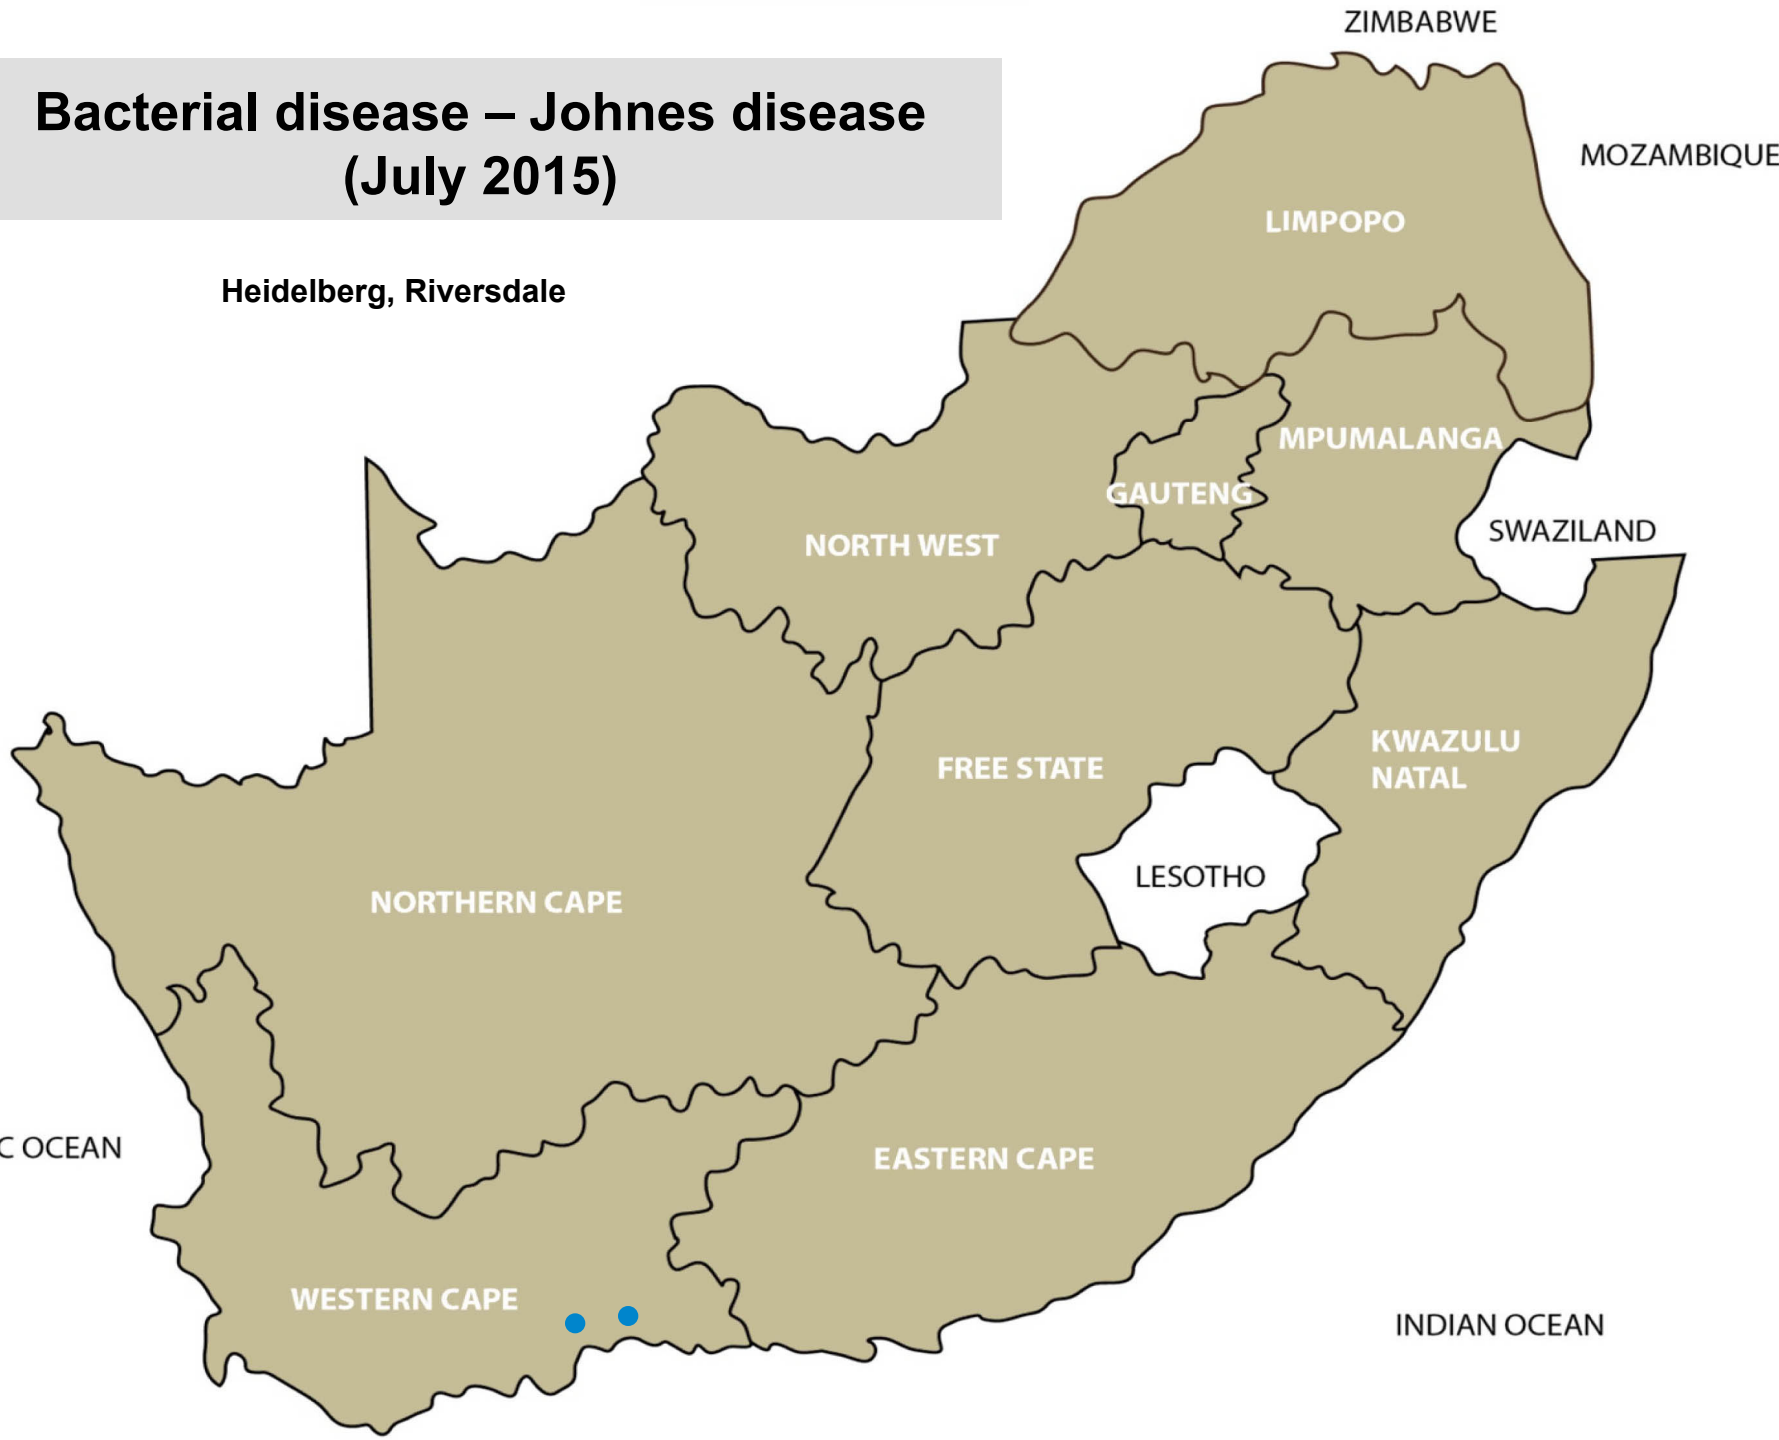 ZIMBABWE
Bacterial disease – Johnes disease
(July 2015)
MOZAMBIQUE
LIMPOPO
Heidelberg, Riversdale
MPUMALANGA
GAUTENG
SWAZILAND
NORTH WEST
KWAZULU
NATAL
FREE STATE
LESOTHO
NORTHERN CAPE
C OCEAN
EASTERN CAPE
WESTERN CAPE
INDIAN OCEAN